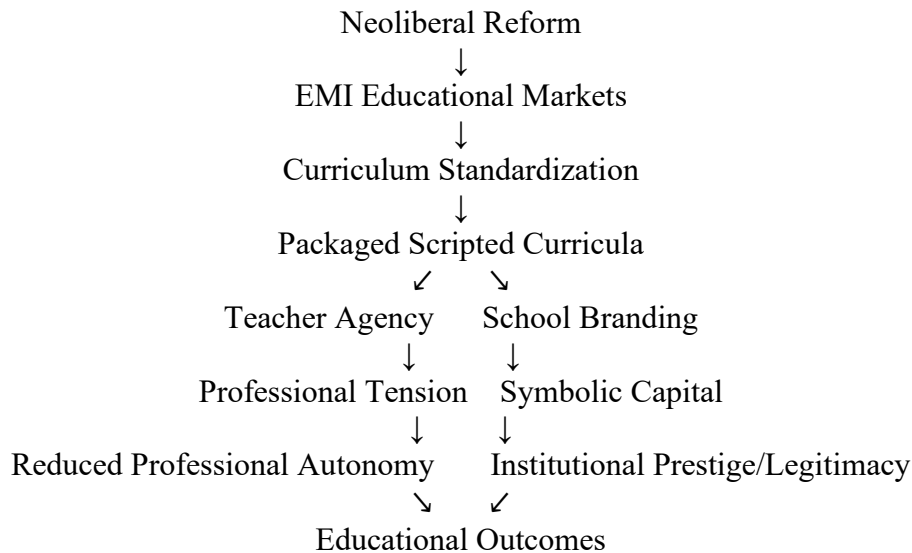 Neoliberal Reform
↓
EMI Educational Markets
↓
Curriculum Standardization
↓
Packaged Scripted Curricula
↙ ↘
Teacher Agency School Branding
↓ ↓
Professional Tension Symbolic Capital
↓ ↓
Reduced Professional Autonomy Institutional Prestige/Legitimacy
↘ ↙
Educational Outcomes